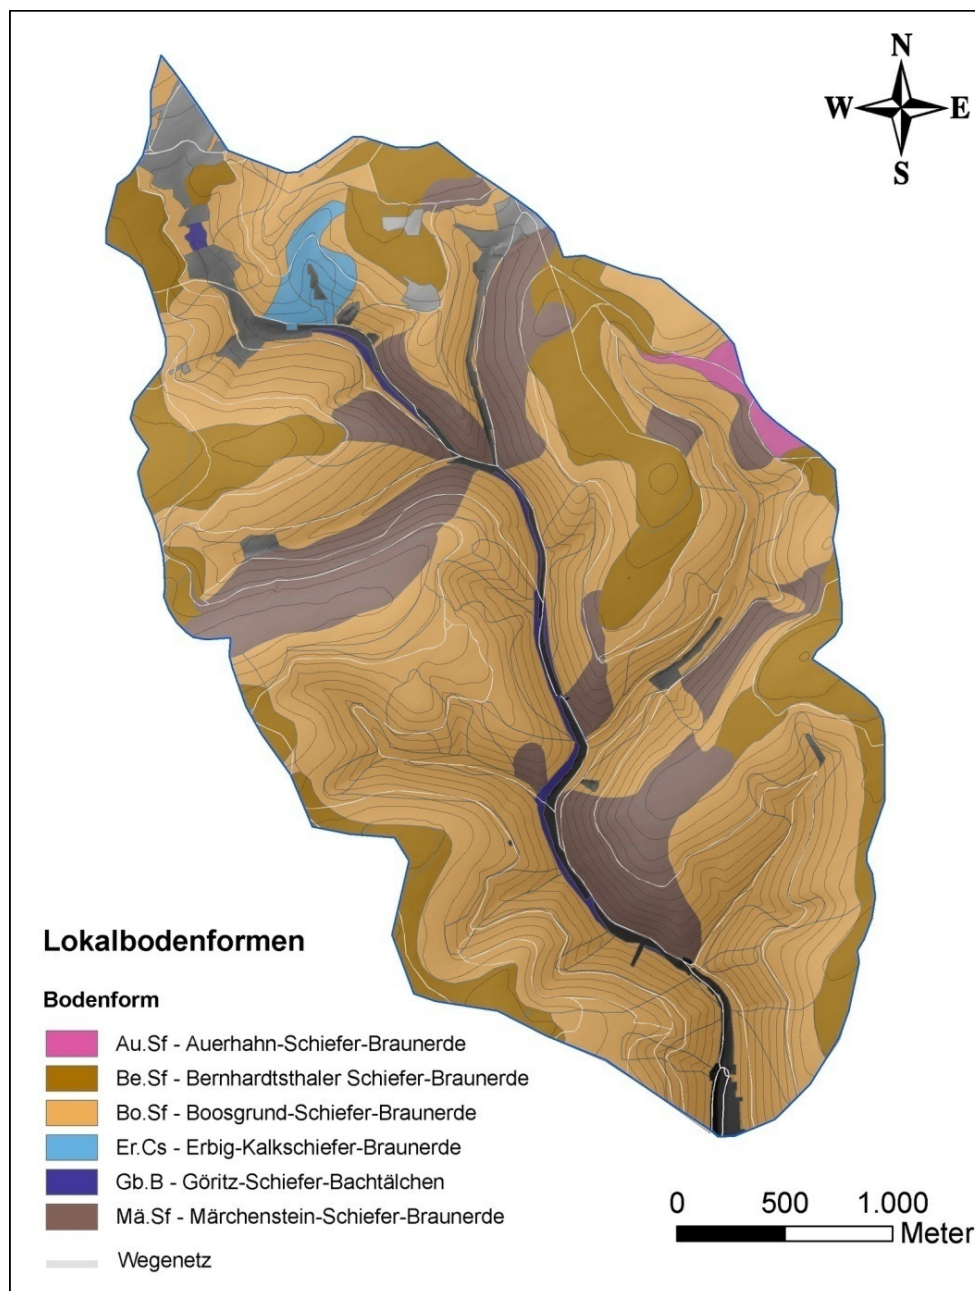 N
W E
S
Lokalbodenformen
Bodenform
Au.Sf - Auerhahn-Schiefer-Braunerde
Be.Sf - Bernhardtsthaler Schiefer-Braunerde
Bo.Sf - Boosgrund-Schiefer-Braunerde
Er.Cs - Erbig-Kalkschiefer-Braunerde
Gb.B - Göritz-Schiefer-Bachtälchen
Mä.Sf - Märchenstein-Schiefer-Braunerde
Wegenetz
0 500 1.000
Meter